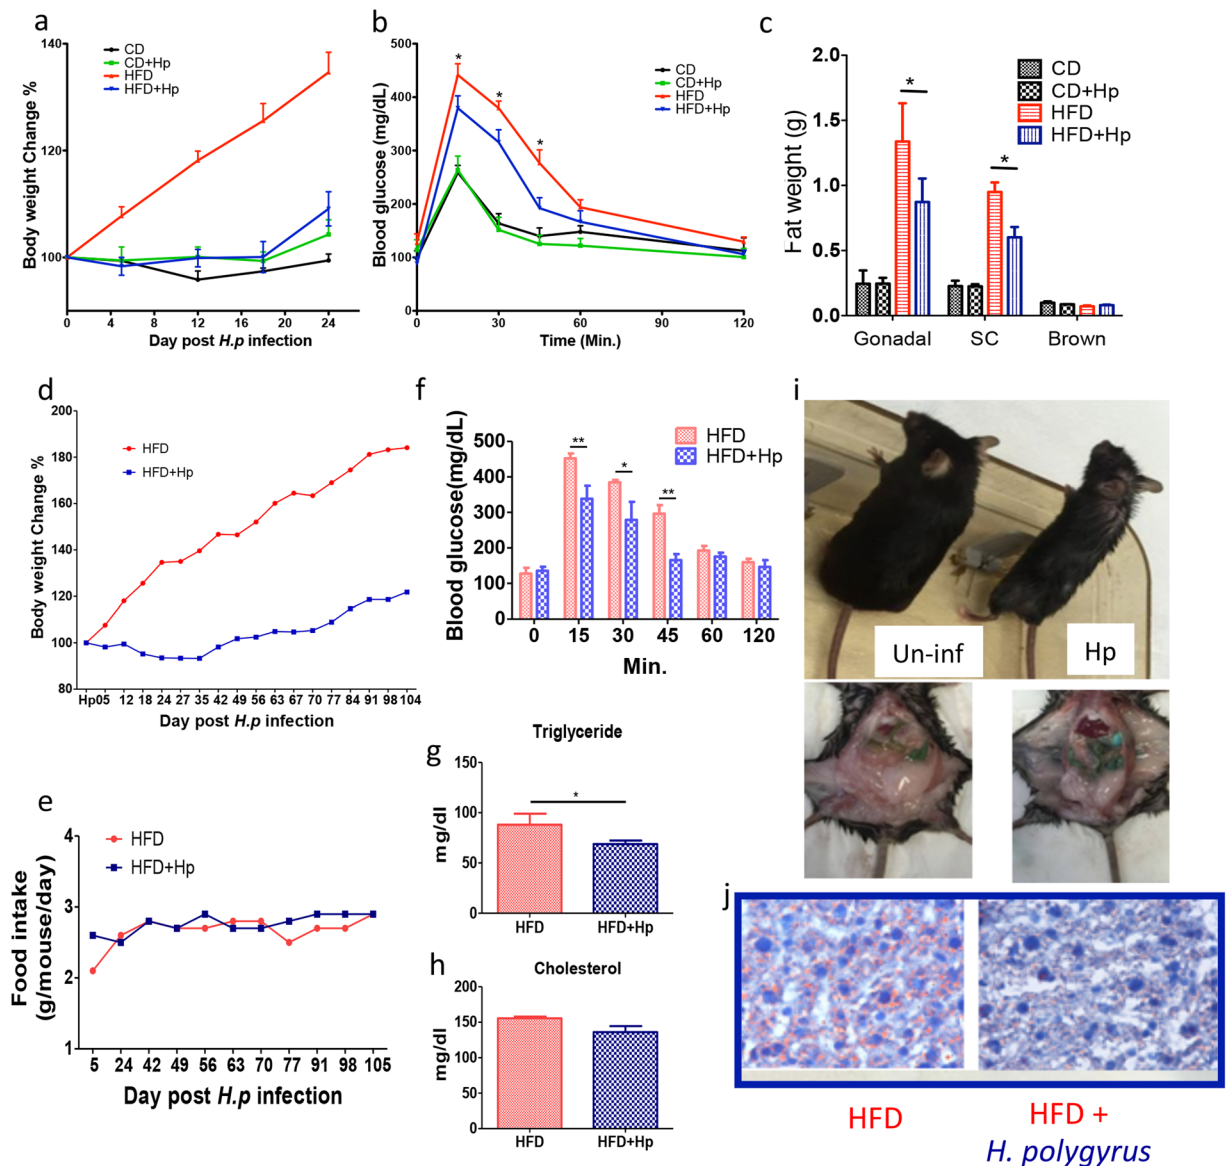 a
140
120
100
Body weight Change %
CD
CD+Hp
HFD
HFD+Hp
0 4 8 12 16 20 24
Day post H.p infection
b
500
400
300
200
100
0
Blood glucose (mg/dL)
CD
CD+Hp
HFD
HFD+Hp
*
*
*
0 30 60 90 120
Time (Min.)
c
2.0
1.5
1.0
0.5
0.0
Fat weight (g)
CD
CD+Hp
HFD
HFD+Hp
*
*
Gonadal SC Brown
d
200
180
160
140
120
100
80
Body weight Change %
HFD
HFD+Hp
Hp05 12 18 24 27 35 42 49 56 63 67 70 77 84 91 98 104
Day post H.p infection
f
500
400
300
200
100
0
Blood glucose(mg/dL)
HFD
HFD+Hp
**
*
**
0 15 30 45 60 120
Min.
i
Un-inf
Hp
e
4
3
2
1
Food intake
(g/mouse/day)
HFD
HFD+Hp
5 24 42 49 56 63 70 77 91 98 105
Day post H.p infection
g
Triglyceride
150
100
50
0
mg/dl
*
HFD HFD+Hp
h
Cholesterol
200
150
100
50
0
mg/dl
HFD HFD+Hp
j
HFD
HFD +
H. polygyrus